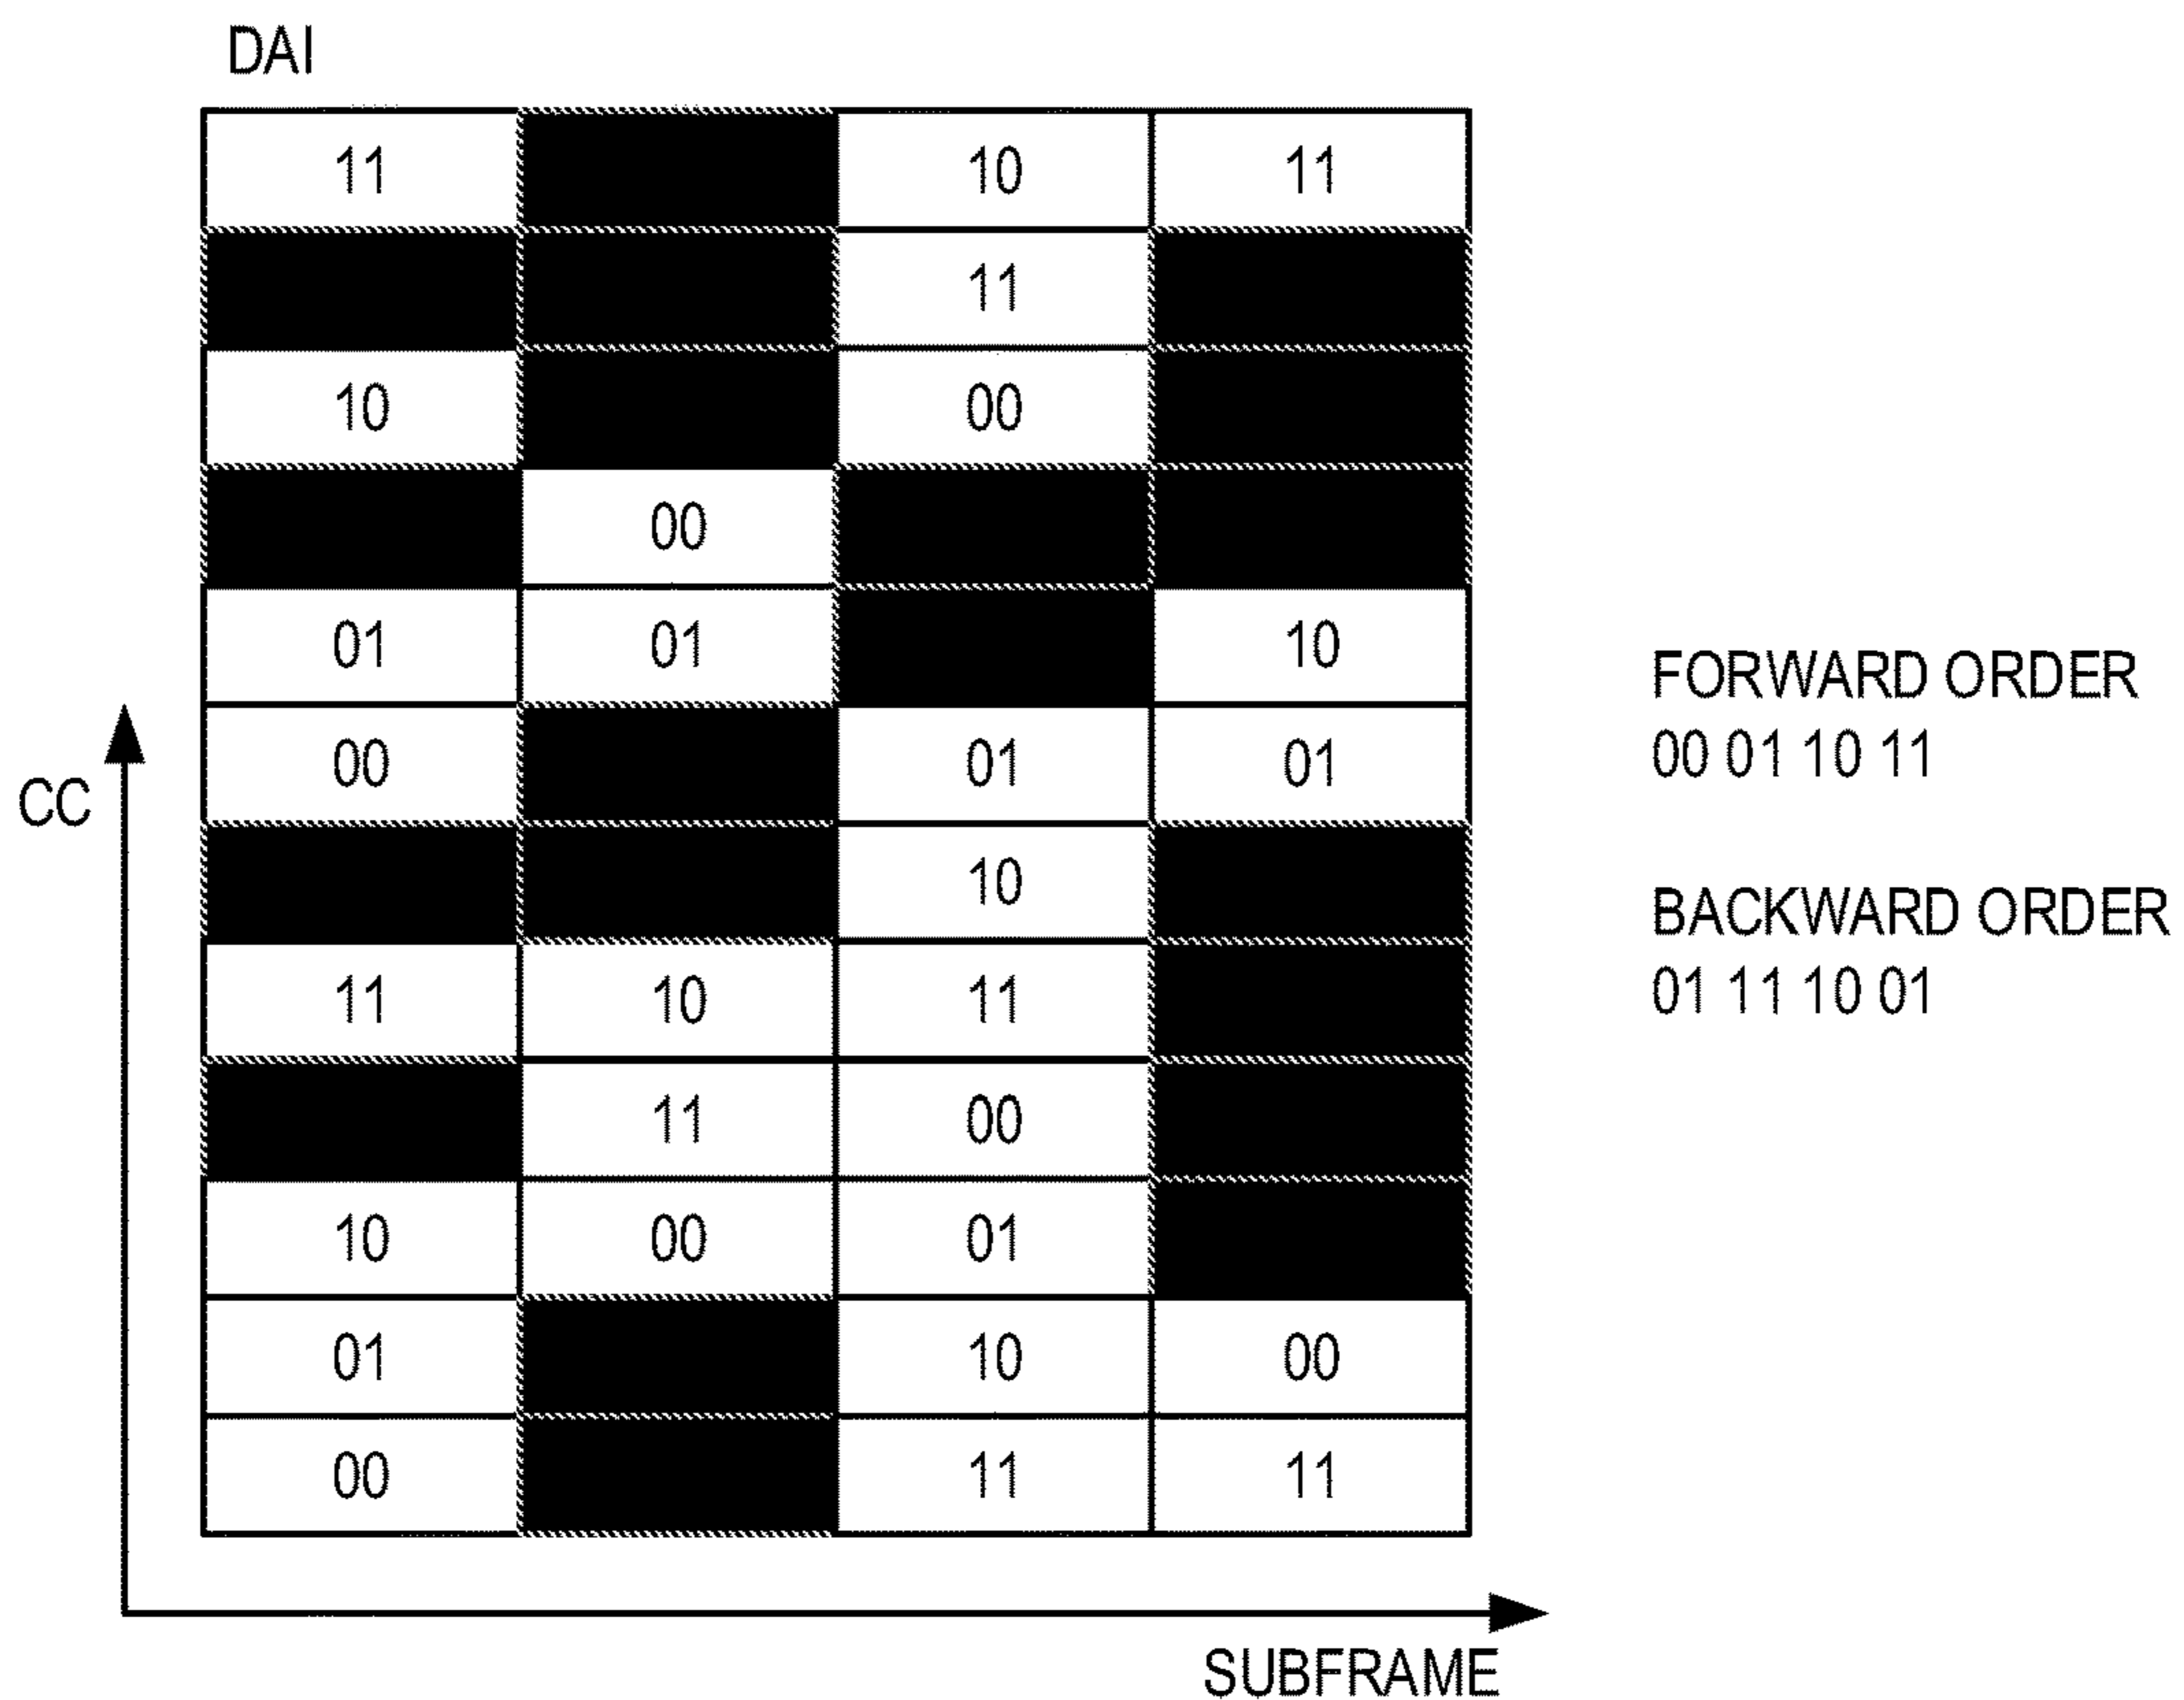 DAI
11 10 11
11
10 00
00
01 01 10
00 01 01
10
11 10 11
11 00
10 00 01
01 10 00
00 11 11
CC
SUBFRAME
FORWARD ORDER
00 01 10 11
BACKWARD ORDER
01 11 10 01